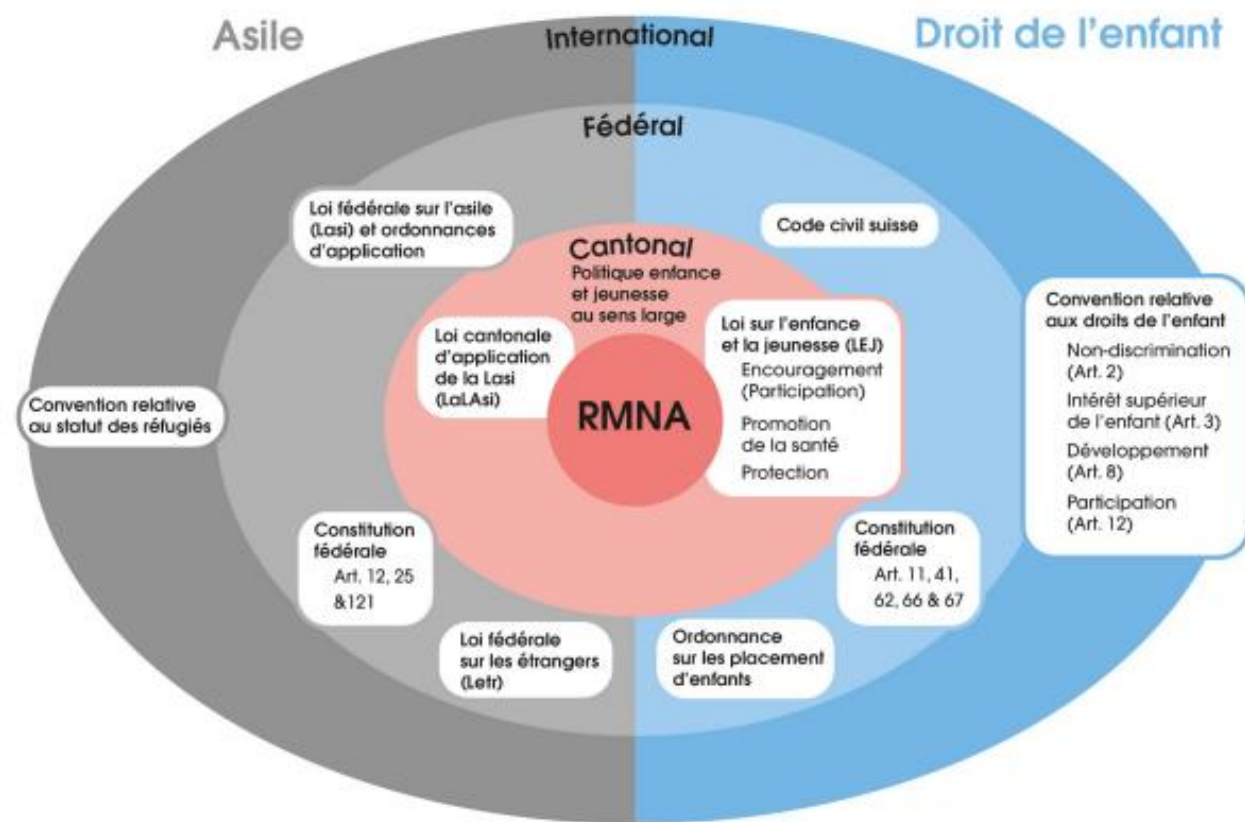 Asile
International
Droit de l'enfant
Fédéral
Loi fédérale sur l'asile
(Lasi) et ordonnances
d'application
Code civil suisse
Cantonal
Politique enfance
et jeunesse
au sens large
Loi cantonale
d'application
de la Lasi
(LaLAsi)
Loi sur l'enfance
et la jeunesse (LEJ)
Encouragement
(Participation)
Promotion
de la santé
Protection
RMNA
Convention relative
au statut des réfugiés
Convention relative
aux droits de l'enfant
Non-discrimination
(Art. 2)
Intérêt supérieur
de l'enfant (Art. 3)
Développement
(Art. 8)
Participation
(Art. 12)
Constitution
fédérale
Art. 12, 25
&121
Constitution
fédérale
Art. 11, 41,
62, 66 & 67
Loi fédérale
sur les étrangers
(Letr)
Ordonnance
sur les placement
d'enfants